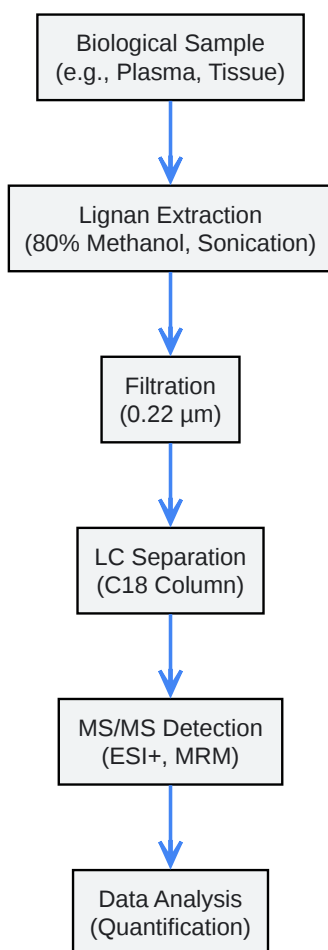 Biological Sample
(e.g., Plasma, Tissue)
Lignan Extraction
(80% Methanol, Sonication)
Filtration
(0.22 µm)
LC Separation
(C18 Column)
MS/MS Detection
(ESI+, MRM)
Data Analysis
(Quantification)